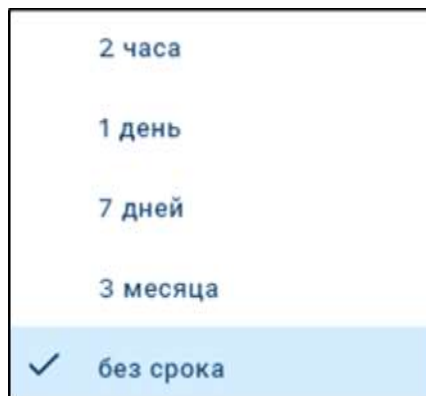 2 часа
1 день
7 дней
3 месяца
без срока